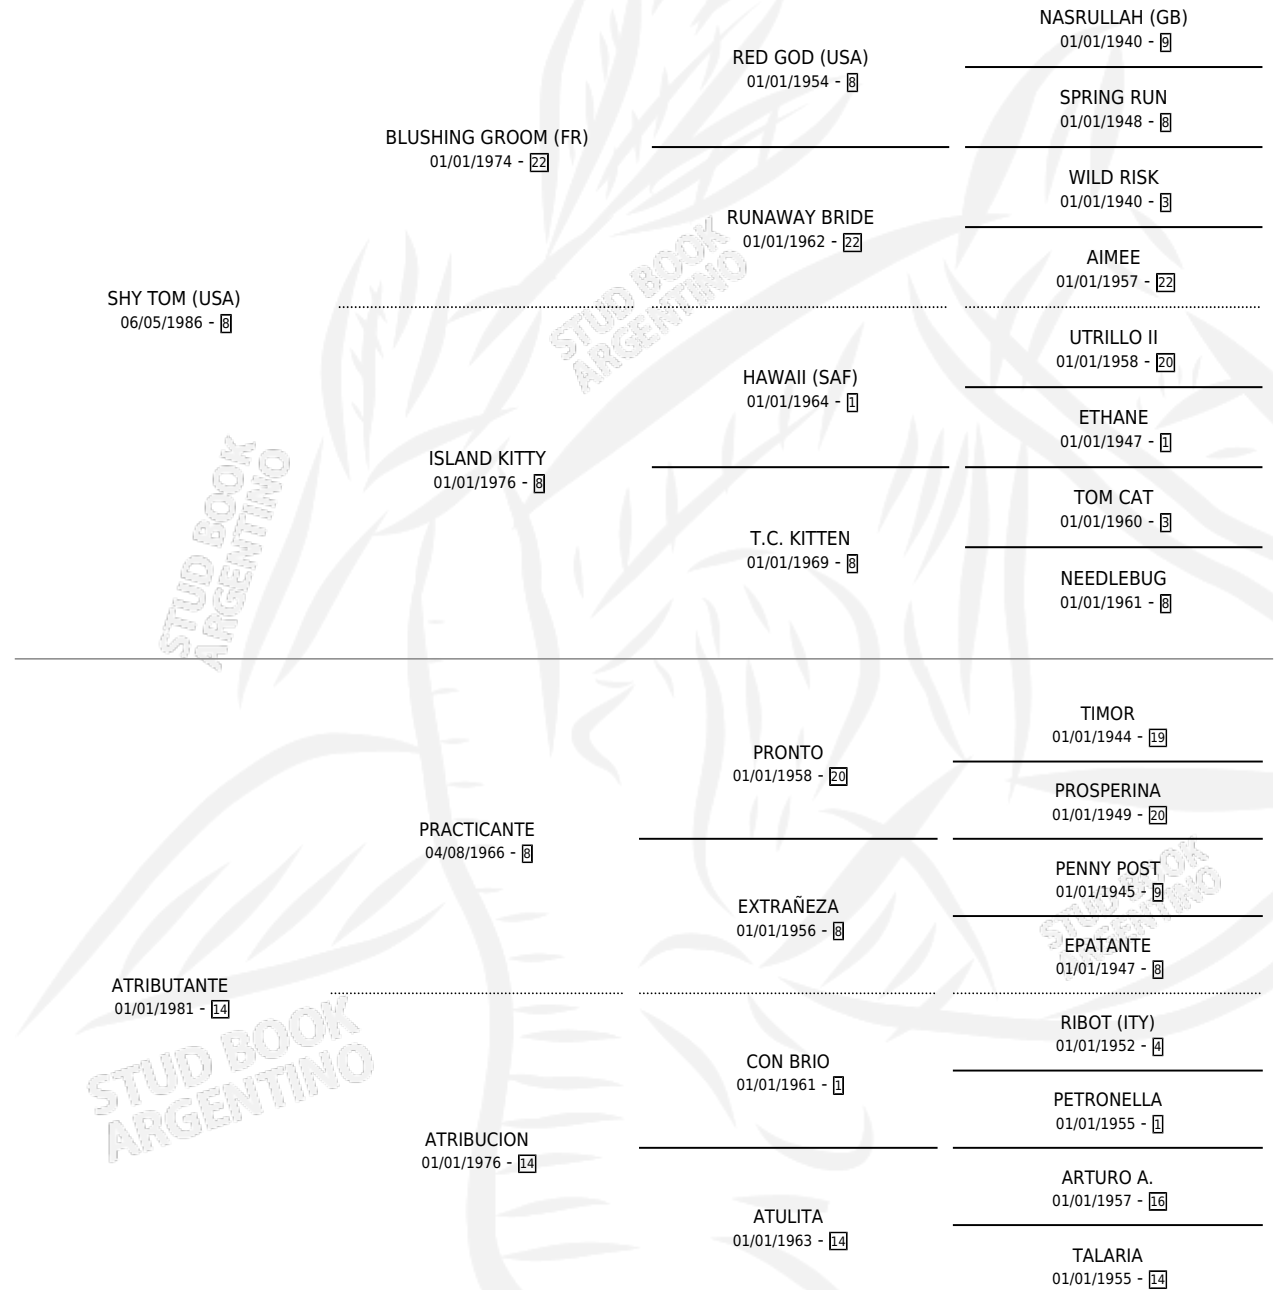 NASRULLAH (GB)
01/01/1940 - 9
RED GOD (USA)
01/01/1954 - 8
SPRING RUN
01/01/1948 - 8
BLUSHING GROOM (FR)
01/01/1974 - 22
WILD RISK
01/01/1940 - 3
RUNAWAY BRIDE
01/01/1962 - 22
AIMEE
01/01/1957 - 22
SHY TOM (USA)
06/05/1986 - 8
STUD BOOK
ARGENTINO
UTRILLO II
01/01/1958 - 20
HAWAII (SAF)
01/01/1964 - 1
ETHANE
01/01/1947 - 1
ISLAND KITTY
01/01/1976 - 8
STUD BOOK
ARGENTINO
TOM CAT
01/01/1960 - 3
T.C. KITTEN
01/01/1969 - 8
NEEDLEBUG
01/01/1961 - 8
TIMOR
01/01/1944 - 19
PRONTO
01/01/1958 - 20
PROSPERINA
01/01/1949 - 20
PRACTICANTE
04/08/1966 - 8
PENNY POST
01/01/1945 - 9
STUD BOOK
ARGENTINO
EXTRAÑEZA
01/01/1956 - 8
EPATANTE
01/01/1947 - 8
ATRIBUTANTE
01/01/1981 - 14
RIBOT (ITY)
01/01/1952 - 4
STUD BOOK
ARGENTINO
CON BRIO
01/01/1961 - 1
PETRONELLA
01/01/1955 - 1
ATRIBUCION
01/01/1976 - 14
ARTURO A.
01/01/1957 - 16
ATULITA
01/01/1963 - 14
TALARIA
01/01/1955 - 14